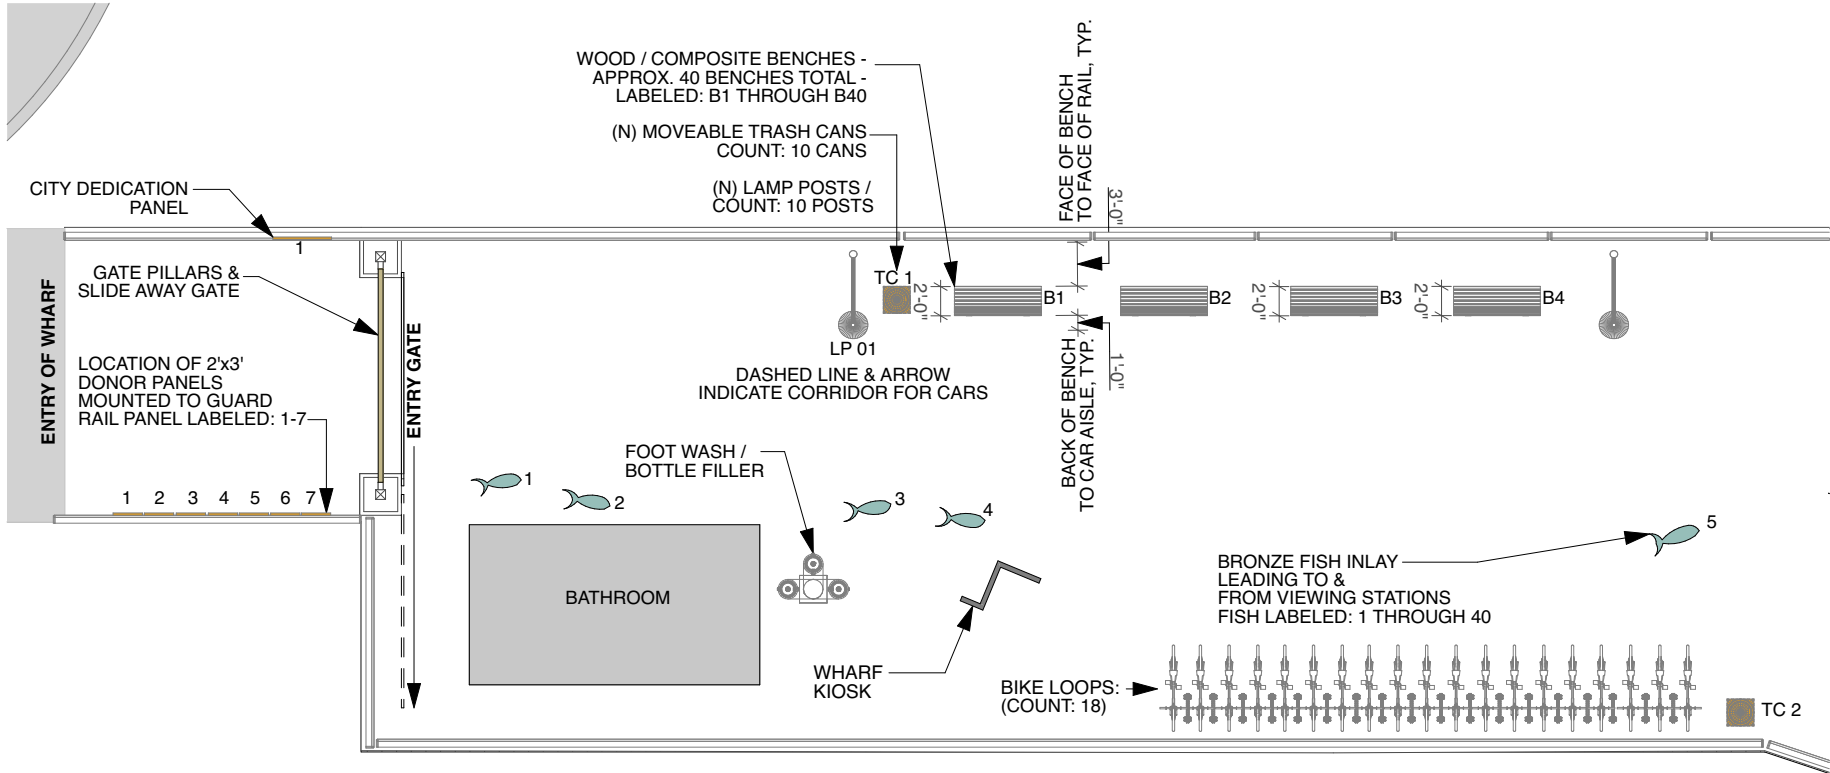 WOOD / COMPOSITE BENCHES -
APPROX. 40 BENCHES TOTAL -
LABELED: B1 THROUGH B40
(N) MOVEABLE TRASH CANS
COUNT: 10 CANS
(N) LAMP POSTS /
COUNT: 10 POSTS
FACE OF BENCH
TO FACE OF RAIL, TYP.
3'-0"
CITY DEDICATION
PANEL
1
GATE PILLARS &
SLIDE AWAY GATE
ENTRY OF WHARF
ENTRY GATE
LOCATION OF 2'x3'
DONOR PANELS
MOUNTED TO GUARD
RAIL PANEL LABELED: 1-7
1 2 3 4 5 6 7
TC 1
2'-0"
B1
B2
2'-0"
B3
2'-0"
B4
LP 01
DASHED LINE & ARROW
INDICATE CORRIDOR FOR CARS
BACK OF BENCH
TO CAR AISLE, TYP.
1'-0"
FOOT WASH /
BOTTLE FILLER
1
2
3
4
5
BATHROOM
WHARF
KIOSK
BRONZE FISH INLAY
LEADING TO &
FROM VIEWING STATIONS
FISH LABELED: 1 THROUGH 40
BIKE LOOPS:
(COUNT: 18)
TC 2